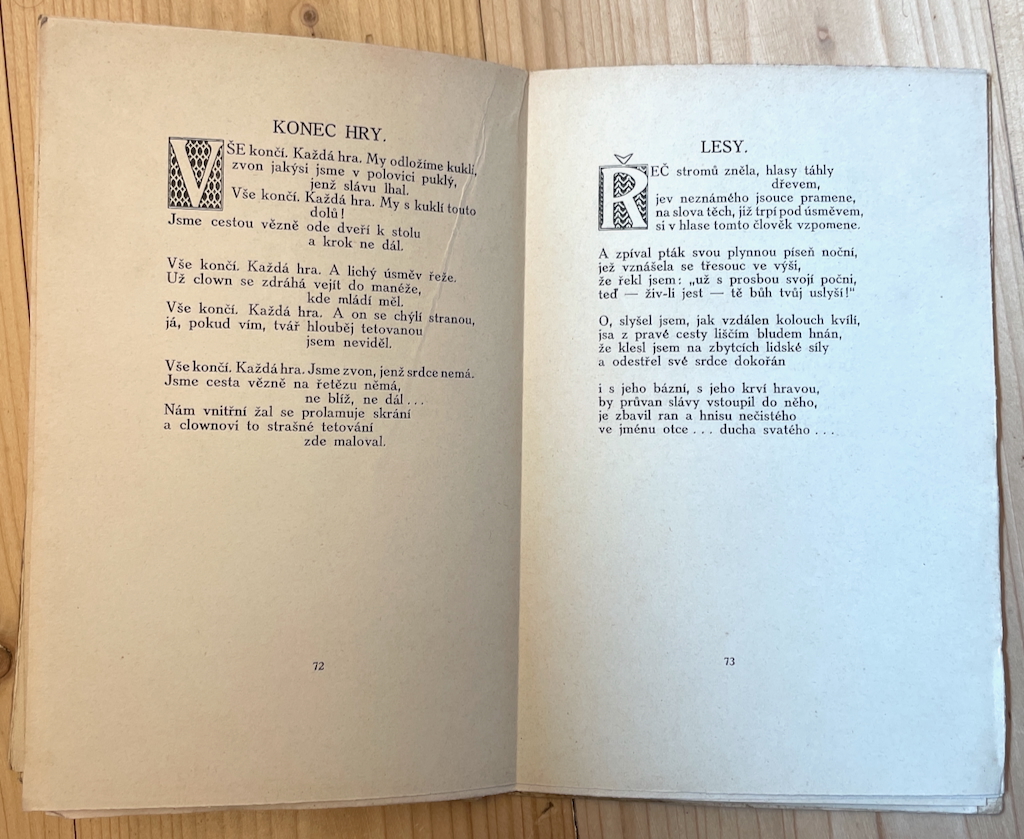 KONEC HRY.
VŠE končí. Každá hra. My odložíme kukli,
zvon jakýsi jsme v polovici puklý,
jenž slávu lhal.
Vše končí. Každá hra. My s kuklí touto
dolů!
Jsme cestou vězně ode dveří k stolu
a krok ne dál.
Vše končí. Každá hra. A lichý úsměv řeže.
Už clown se zdráhá vejít do manéže,
kde mládí měl.
Vše končí. Každá hra. A on se chýlí stranou,
já, pokud vím, tvář hlouběj tetovanou
jsem neviděl.
Vše končí. Každá hra. Jsme zvon, jenž srdce nemá.
Jsme cesta vězně na řetězu němá,
ne blíž, ne dál ...
Nám vnitřní žal se prolamuje skrání
a clownovi to strašné tetování
zde maloval.
72
LESY.
ŘEČ stromů zněla, hlasy táhly
dřevem,
jev neznámého jsouce pramene,
na slova těch, již trpí pod úsměvem,
si v hlase tomto člověk vzpomene.
A zpíval pták svou plynnou píseň noční,
jež vznášela se třesouc ve výši,
že řekl jsem: „už s prosbou svojí počni,
teď — živ-li jest — tě bůh tvůj uslyší!“
O, slyšel jsem, jak vzdálen kolouch kvílí,
jsa z pravé cesty liščím bludem hnán,
že klesl jsem na zbytcích lidské síly
a odestřel své srdce dokořán
i s jeho bázní, s jeho krví hravou,
by průvan slávy vstoupil do něho,
je zbavil ran a hnisu nečistého
ve jménu otce ... ducha svatého ...
73